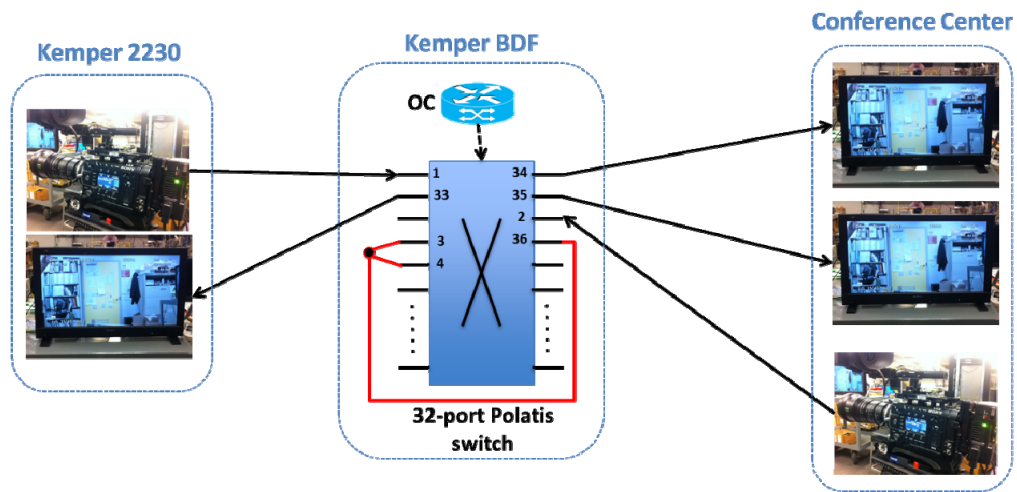 Conference Center
Kemper 2230
Kemper BDF
OC
1
34
33
35
2
3
36
4
32-port Polatis
switch